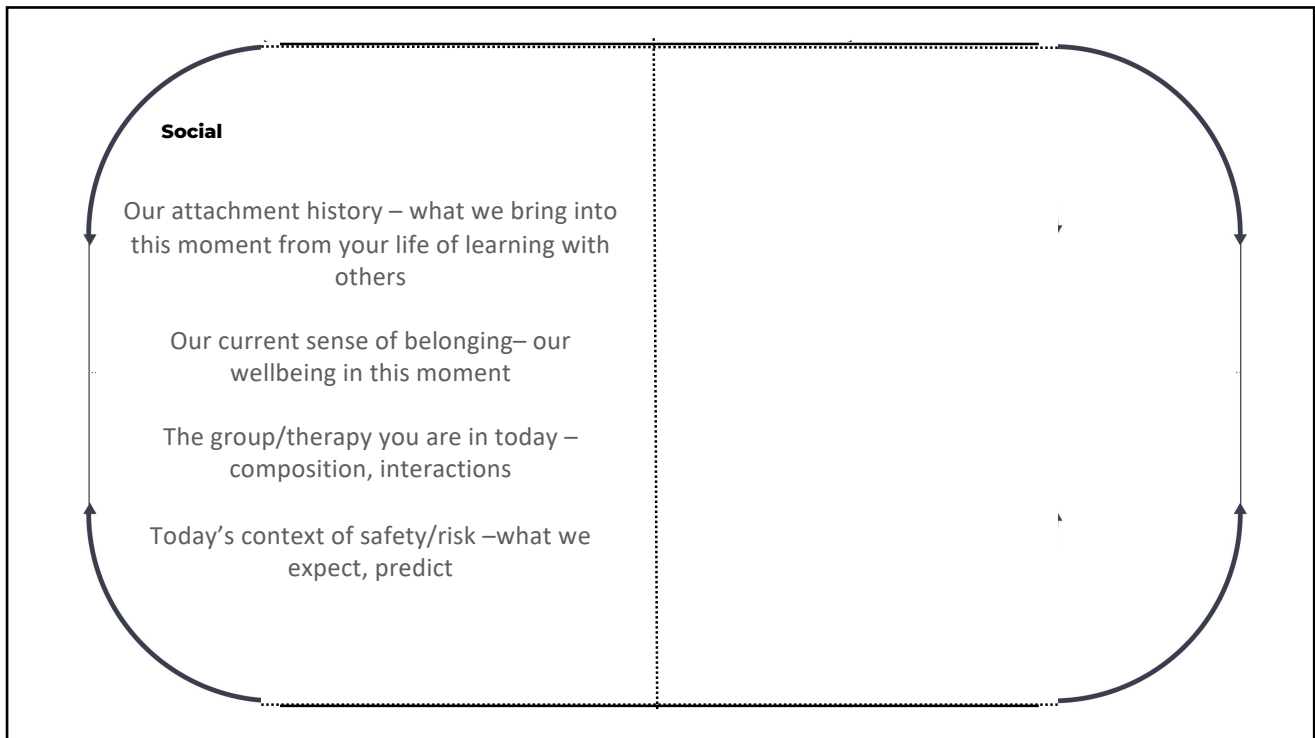 Social
Our attachment history – what we bring into
this moment from your life of learning with
others
Our current sense of belonging– our
wellbeing in this moment
The group/therapy you are in today –
composition, interactions
Today’s context of safety/risk –what we
expect, predict